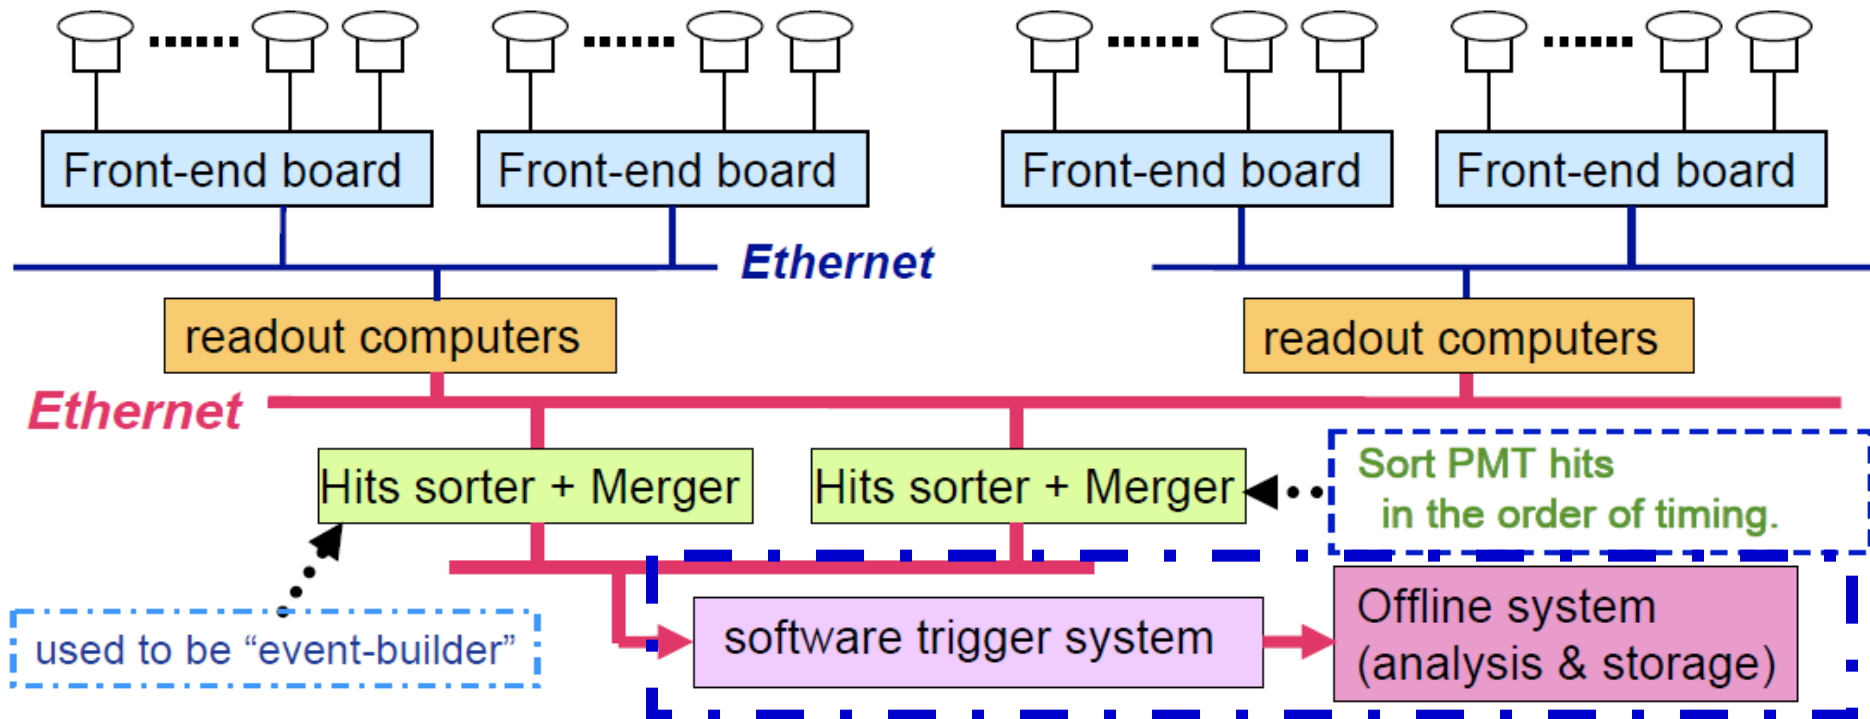 Front-end board
Front-end board
Front-end board
Front-end board
Ethernet
readout computers
readout computers
Ethernet
Hits sorter + Merger
Hits sorter + Merger
Sort PMT hits
in the order of timing.
used to be “event-builder”
software trigger system
Offline system
(analysis & storage)